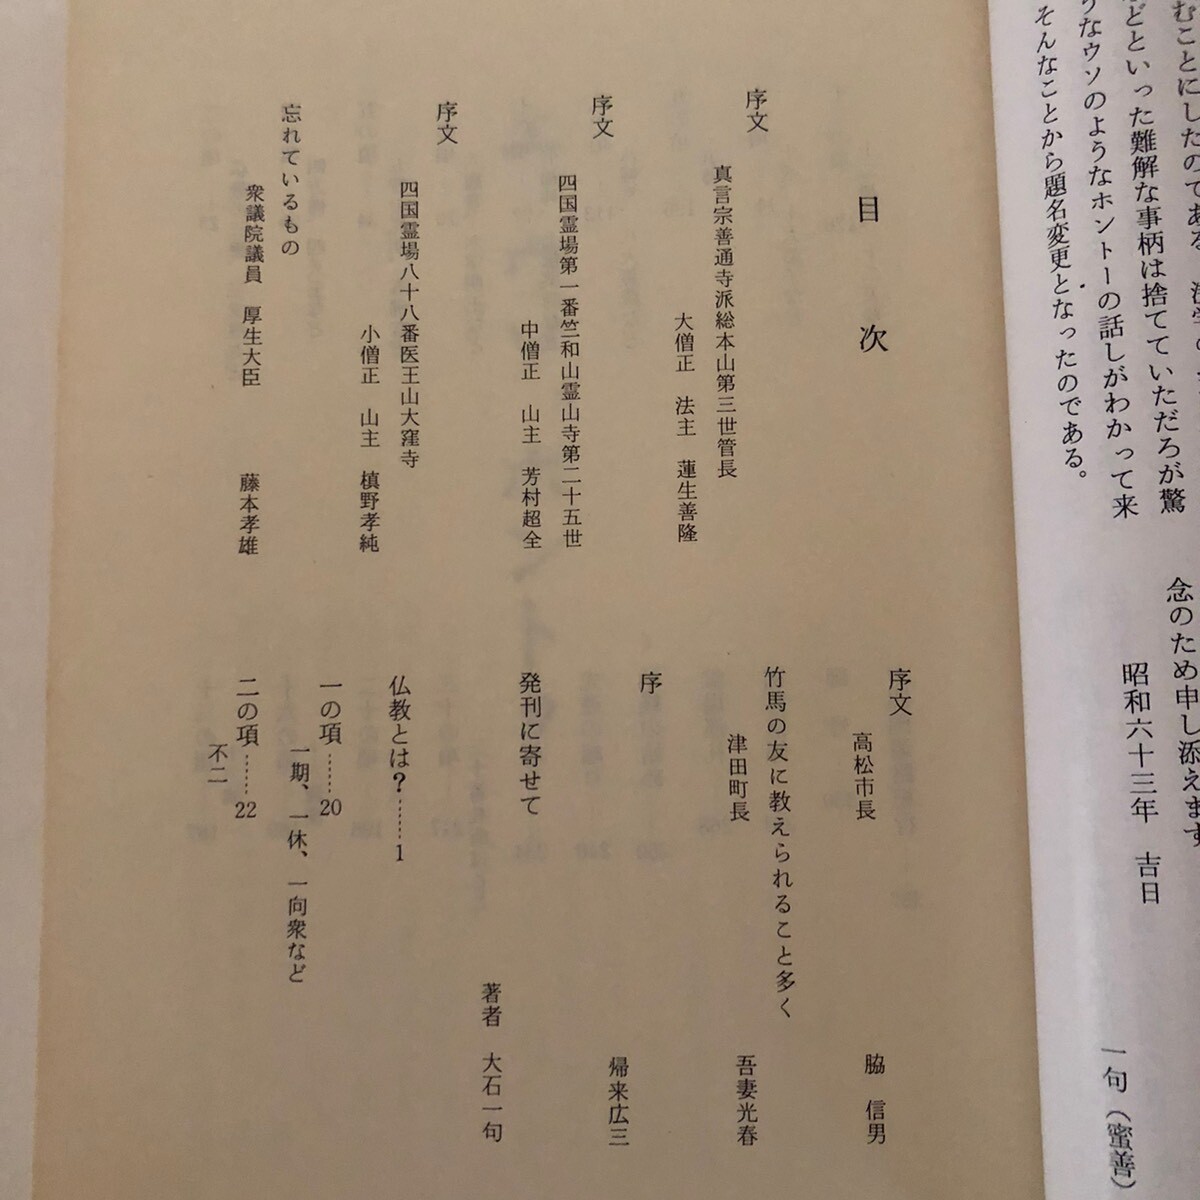 むことにしたのである
どといった難解な事柄は捨てていただろが驚
うなウソのようなホントーの話しがわかって来
そんなことから題名変更となったのである。
念のため申し添えます
昭和六十三年　吉日
一句（蜜善）
目次
序文
真言宗善通寺派総本山第三世管長
大僧正　法主　蓮生善隆
序文
四国霊場第一番竺和山霊山寺第二十五世
中僧正　山主　芳村超全
序文
四国霊場八十八番医王山大窪寺
小僧正　山主　槙野孝純
忘れているもの
衆議院議員　厚生大臣　藤本孝雄
序文
高松市長　脇　信男
竹馬の友に教えられること多く
津田町長　吾妻光春
序
帰来広三
発刊に寄せて
著者　大石一句
仏教とは？………1
一の項……20
一期、一休、一向衆など
二の項……22
不二